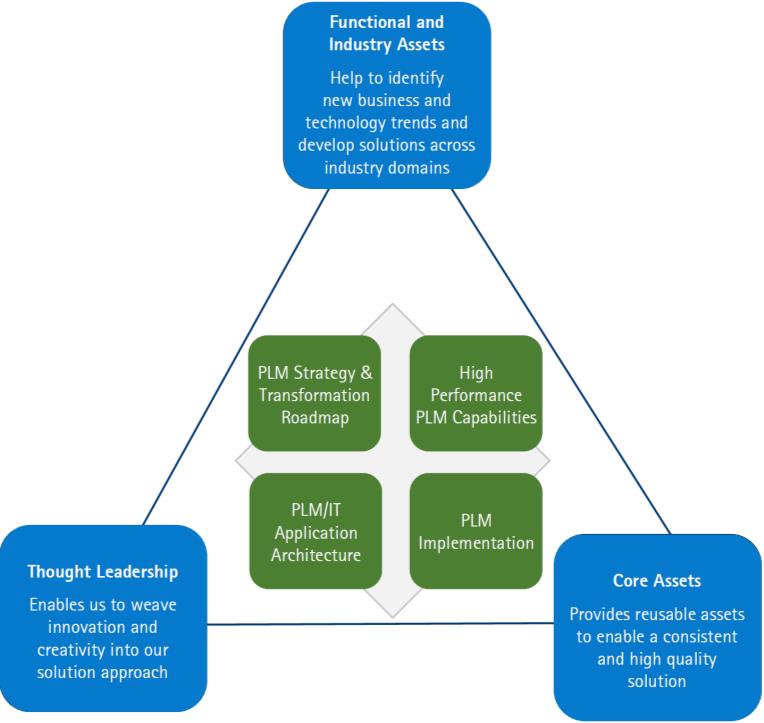 Functional and
Industry Assets
Help to identify
new business and
technology trends and
develop solutions across
industry domains
PLM Strategy &
Transformation
Roadmap
High
Performance
PLM Capabilities
PLM/IT
Application
Architecture
PLM
Implementation
Thought Leadership
Enables us to weave
innovation and
creativity into our
solution approach
Core Assets
Provides reusable assets
to enable a consistent
and high quality
solution